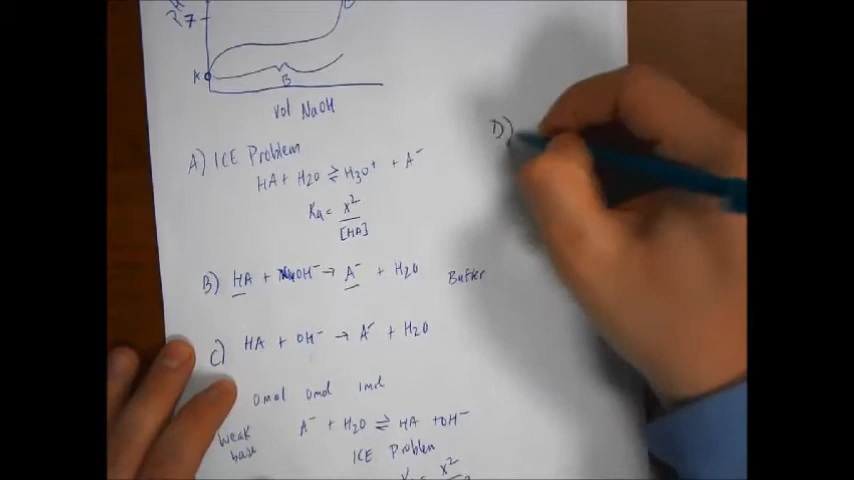 7
A
B
vol NaOH
A) ICE Problem
HA + H2O ⇌ H3O+ + A-
Ka = x²
[HA]
D)
B) HA + OH- → A- + H2O Buffer
C) HA + OH- → A- + H2O
0mol 0mol 1mol
weak base
A- + H2O ⇌ HA + OH-
ICE Problem
x²